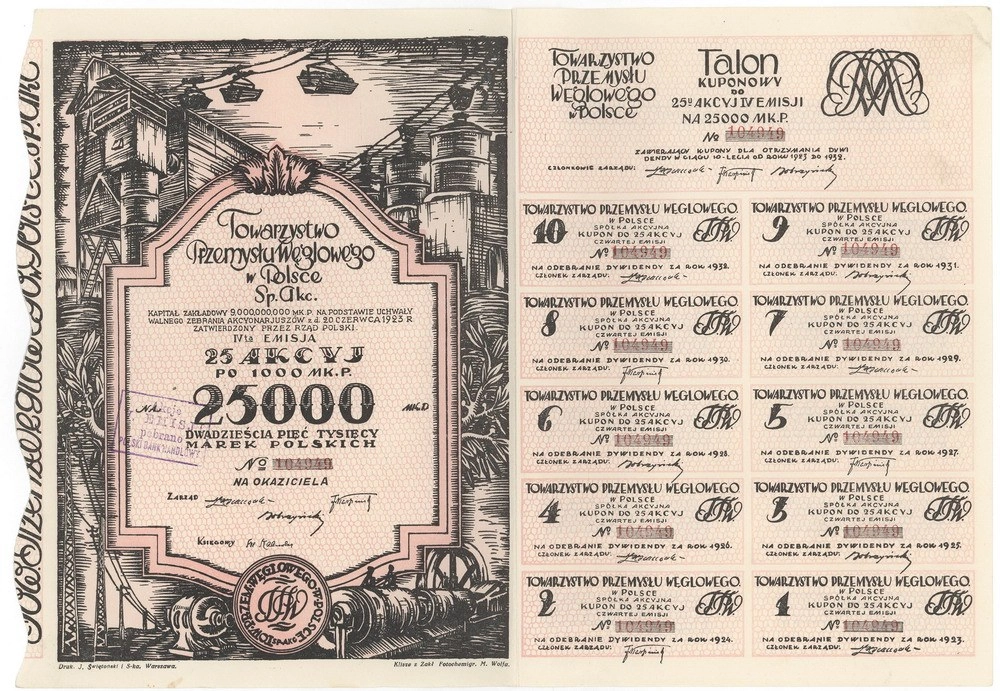 Towarzystwo
Przemysłu Węglowego
w Polsce
Sp. Akc.
KAPITAŁ ZAKŁADOWY 9.000,000,000 MK.P. NA PODSTAWIE UCHWAŁY
WALNEGO ZEBRANIA AKCYONARJUSZÓW z d. 20 CZERWCA 1923 R.
ZATWIERDZONY PRZEZ RZĄD POLSKI.
IVta EMISJA
25 AKCYJ
PO 1000 MK.P.
25000
DWADZIEŚCIA PIĘĆ TYSIĘCY
MAREK POLSKICH
No 104949
NA OKAZICIELA
ZARZĄD
Księgowy
pobrano
POLSKI BANK HANDLOWY
TOW. PRZEM. WĘGLOWEGO W POLSCE SP. AKC.
Druk. J. Świętoński i S-ka, Warszawa.
Klisze z Zakł Fotochemigr. M. Wolfa.
Towarzystwo
Przemysłu
Węglowego
w Polsce
Talon
KUPONOWY
DO
25u AKCYJ IV EMISJI
NA 25000 MK.P.
No 104949
ZAWIERAJĄCY KUPONY DLA OTRZYMANIA DYWI
DENDY W CIĄGU 10-LECIA OD ROKU 1923 DO 1932.
CZŁONKOWIE ZARZĄDU:
TOWARZYSTWO PRZEMYSŁU WĘGLOWEGO.
W POLSCE
SPÓŁKA AKCYJNA
10 KUPON DO 25 AKCYJ
CZWARTEJ EMISJI
No 104949
NA ODEBRANIE DYWIDENDY ZA ROK 1932.
CZŁONEK ZARZĄDU:
TOWARZYSTWO PRZEMYSŁU WĘGLOWEGO.
W POLSCE
SPÓŁKA AKCYJNA
9 KUPON DO 25 AKCYJ
CZWARTEJ EMISJI
No 104949
NA ODEBRANIE DYWIDENDY ZA ROK 1931.
CZŁONEK ZARZĄDU:
TOWARZYSTWO PRZEMYSŁU WĘGLOWEGO.
W POLSCE
SPÓŁKA AKCYJNA
8 KUPON DO 25 AKCYJ
CZWARTEJ EMISJI
No 104949
NA ODEBRANIE DYWIDENDY ZA ROK 1930.
CZŁONEK ZARZĄDU:
TOWARZYSTWO PRZEMYSŁU WĘGLOWEGO.
W POLSCE
SPÓŁKA AKCYJNA
7 KUPON DO 25 AKCYJ
CZWARTEJ EMISJI
No 104949
NA ODEBRANIE DYWIDENDY ZA ROK 1929.
CZŁONEK ZARZĄDU:
TOWARZYSTWO PRZEMYSŁU WĘGLOWEGO.
W POLSCE
SPÓŁKA AKCYJNA
6 KUPON DO 25 AKCYJ
CZWARTEJ EMISJI
No 104949
NA ODEBRANIE DYWIDENDY ZA ROK 1928.
CZŁONEK ZARZĄDU:
TOWARZYSTWO PRZEMYSŁU WĘGLOWEGO.
W POLSCE
SPÓŁKA AKCYJNA
5 KUPON DO 25 AKCYJ
CZWARTEJ EMISJI
No 104949
NA ODEBRANIE DYWIDENDY ZA ROK 1927.
CZŁONEK ZARZĄDU:
TOWARZYSTWO PRZEMYSŁU WĘGLOWEGO.
W POLSCE
SPÓŁKA AKCYJNA
4 KUPON DO 25 AKCYJ
CZWARTEJ EMISJI
No 104949
NA ODEBRANIE DYWIDENDY ZA ROK 1926.
CZŁONEK ZARZĄDU:
TOWARZYSTWO PRZEMYSŁU WĘGLOWEGO.
W POLSCE
SPÓŁKA AKCYJNA
3 KUPON DO 25 AKCYJ
CZWARTEJ EMISJI
No 104949
NA ODEBRANIE DYWIDENDY ZA ROK 1925.
CZŁONEK ZARZĄDU:
TOWARZYSTWO PRZEMYSŁU WĘGLOWEGO.
W POLSCE
SPÓŁKA AKCYJNA
2 KUPON DO 25 AKCYJ
CZWARTEJ EMISJI
No 104949
NA ODEBRANIE DYWIDENDY ZA ROK 1924.
CZŁONEK ZARZĄDU:
TOWARZYSTWO PRZEMYSŁU WĘGLOWEGO.
W POLSCE
SPÓŁKA AKCYJNA
1 KUPON DO 25 AKCYJ
CZWARTEJ EMISJI
No 104949
NA ODEBRANIE DYWIDENDY ZA ROK 1923.
CZŁONEK ZARZĄDU: